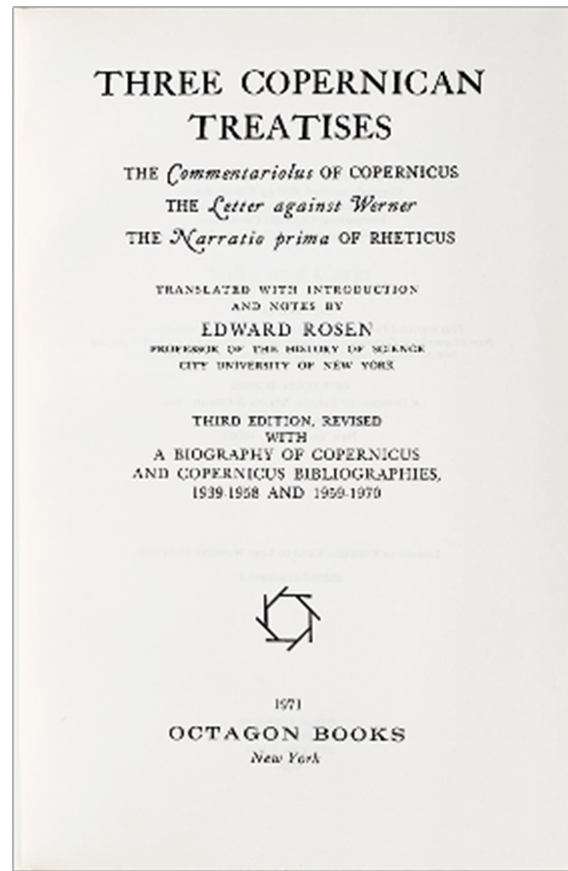 THREE COPERNICAN
TREATISES
THE Commentariolus OF COPERNICUS
THE Letter against Werner
THE Narratio prima OF RHETICUS
TRANSLATED WITH INTRODUCTION
AND NOTES BY
EDWARD ROSEN
PROFESSOR OF THE HISTORY OF SCIENCE
CITY UNIVERSITY OF NEW YORK
THIRD EDITION, REVISED
WITH
A BIOGRAPHY OF COPERNICUS
AND COPERNICUS BIBLIOGRAPHIES,
1939-1958 AND 1959-1970
1971
OCTAGON BOOKS
New York